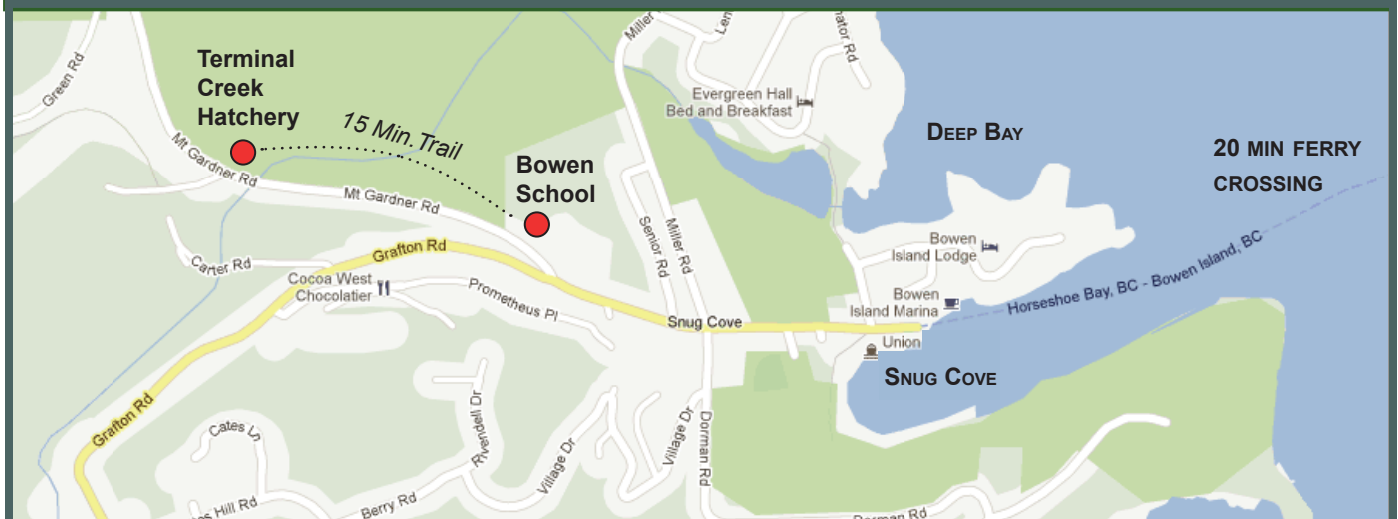 Green Rd
Terminal
Creek
Hatchery
15 Min. Trail
Mt Gardner Rd
Mt Gardner Rd
Bowen
School
Miller
Evergreen Hall
Bed and Breakfast
DEEP BAY
20 MIN FERRY
CROSSING
Senior Rd
Miller Rd
Carter Rd
Grafton Rd
Cocoa West
Chocolatier
Prometheus Pl
Snug Cove
Bowen
Island Lodge
Bowen
Island Marina
Horseshoe Bay, BC - Bowen Island, BC
Union
SNUG COVE
Grafton Rd
Cates Ln
Rivendell Dr
Village Dr
Village Dr
Dorman Rd
Hill Rd
Berry Rd
Dorman Rd